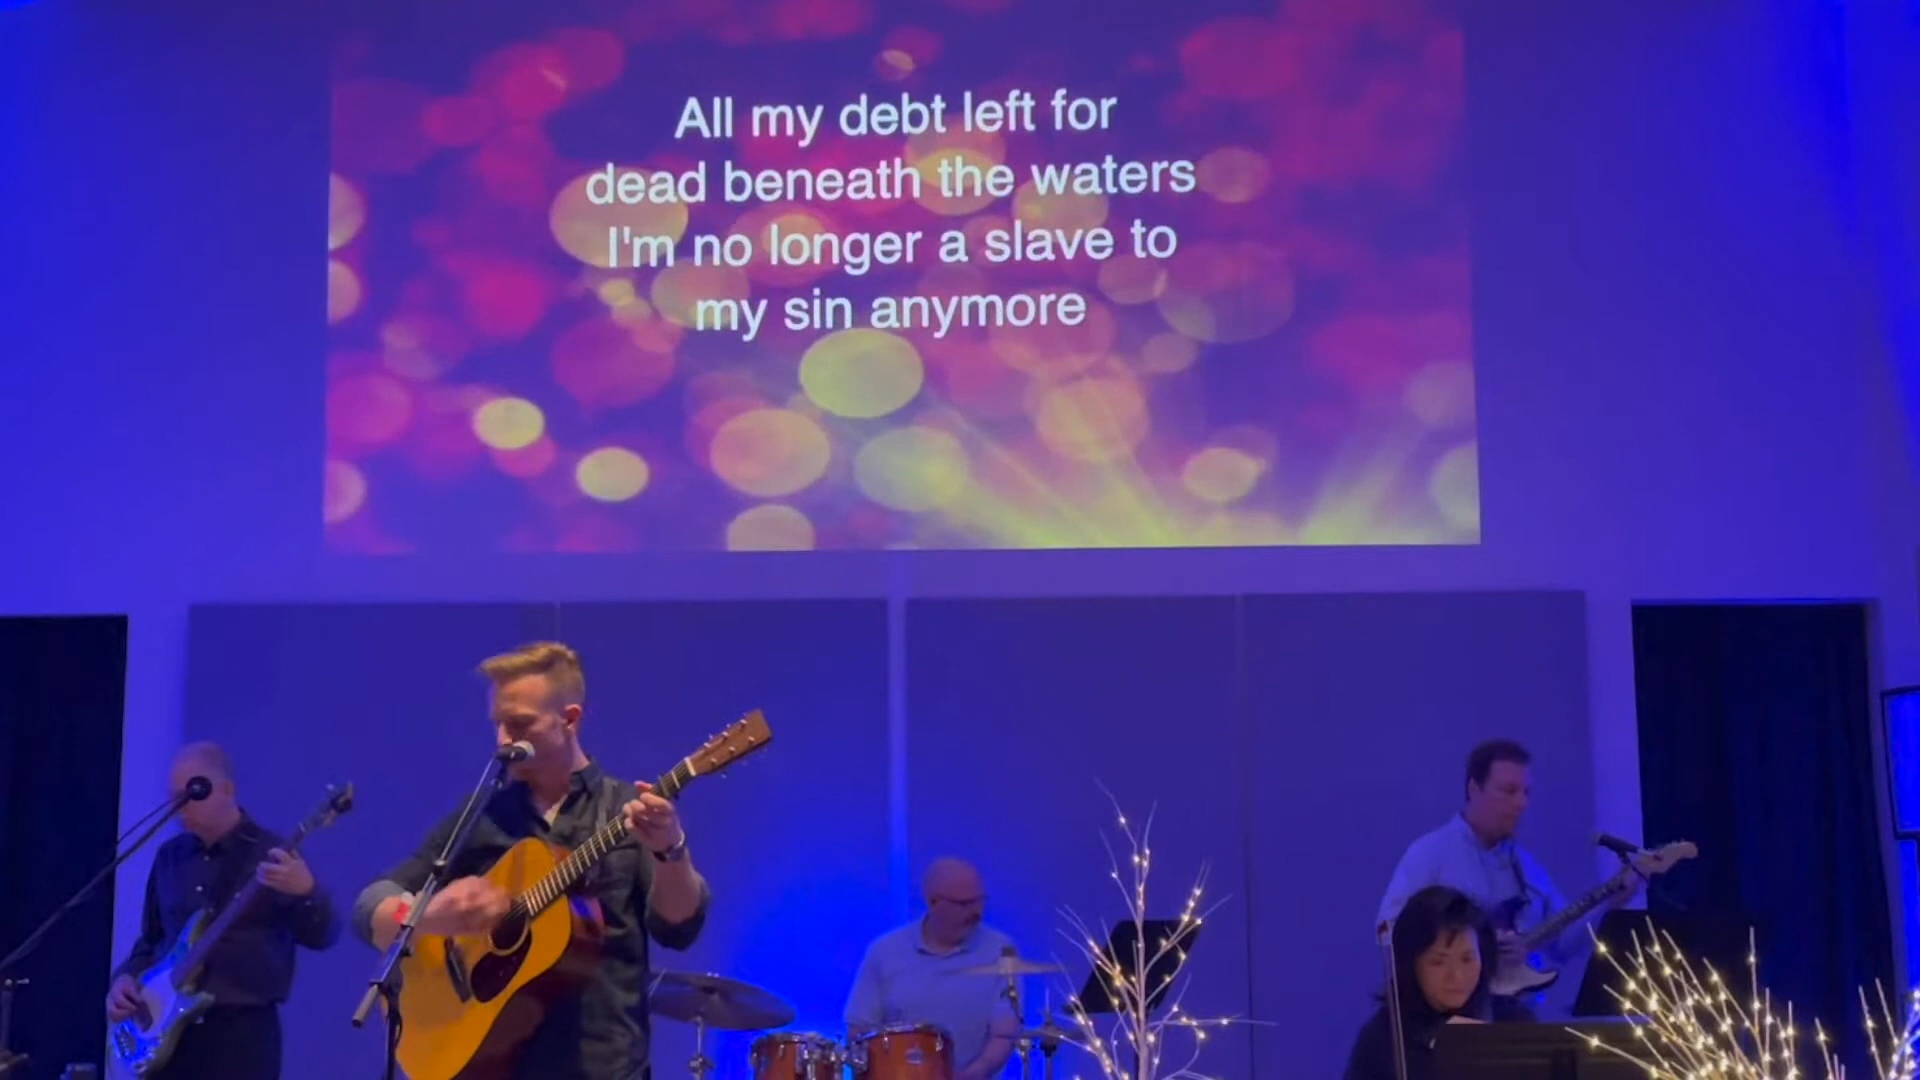 All my debt left for
dead beneath the waters
I'm no longer a slave to
my sin anymore